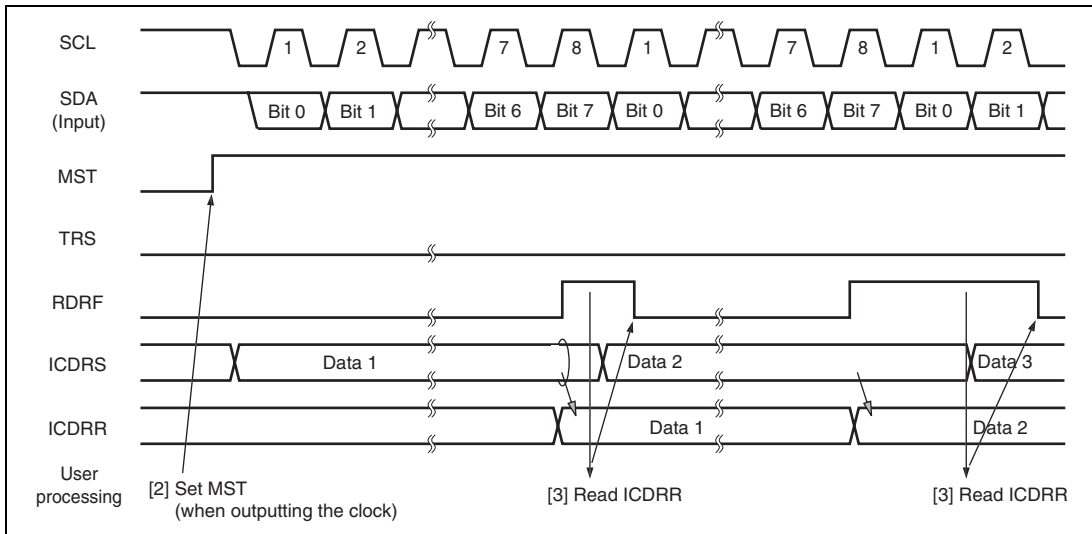 SCL 1 2 7 8 1 7 8 1 2
SDA
(Input)
Bit 0 Bit 1 Bit 6 Bit 7 Bit 0 Bit 6 Bit 7 Bit 0 Bit 1
MST
TRS
RDRF
ICDRS Data 1 Data 2 Data 3
ICDRR Data 1 Data 2
User
processing
[2] Set MST
(when outputting the clock)
[3] Read ICDRR [3] Read ICDRR